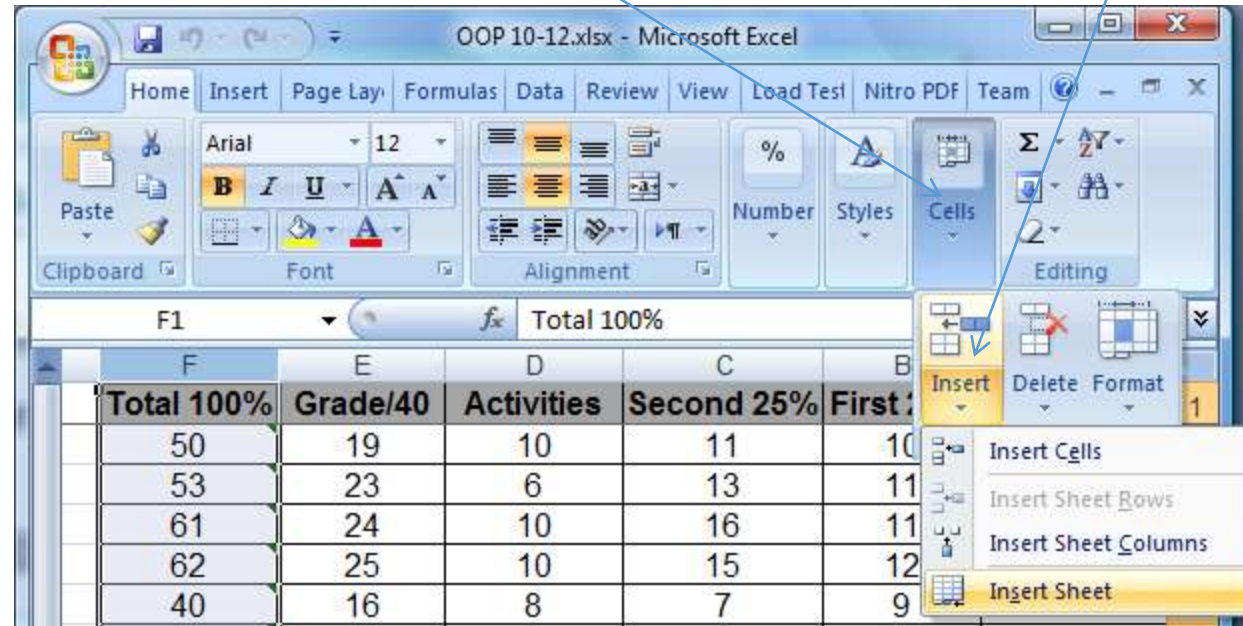 OOP 10-12.xlsx - Microsoft Excel
Home Insert Page Lay Formulas Data Review View Load Test Nitro PDF Team
Arial 12
B I U A A
% A Σ A Z
Paste Number Styles Cells
A
Clipboard Font Alignment Editing
F1 fx Total 100%
Insert Delete Format
F E D C B
Total 100% Grade/40 Activities Second 25% First 1
50 19 10 11 10
53 23 6 13 11
61 24 10 16 11
62 25 10 15 12
40 16 8 7 9
Insert Cells
Insert Sheet Rows
Insert Sheet Columns
Insert Sheet